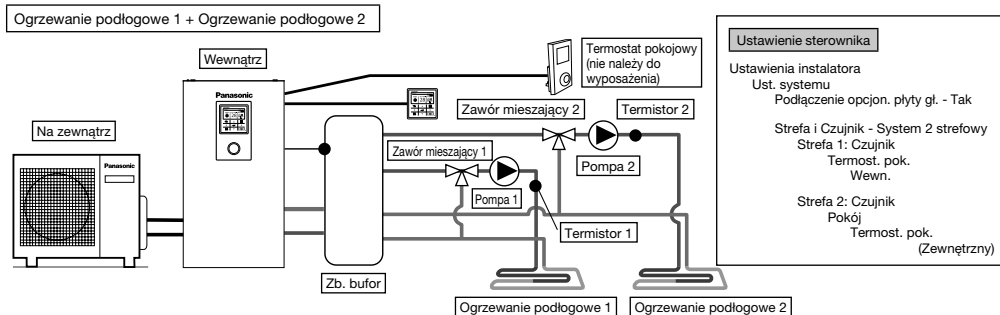 Ogrzewanie podłogowe 1 + Ogrzewanie podłogowe 2
Wewnątrz
Panasonic
Na zewnątrz
Panasonic
Termostat pokojowy
(nie należy do
wyposażenia)
Zawór mieszający 2
Termistor 2
Zawór mieszający 1
Pompa 2
Pompa 1
Termistor 1
Zb. bufor
Ogrzewanie podłogowe 1
Ogrzewanie podłogowe 2
Ustawienie sterownika
Ustawienia instalatora
Ust. systemu
Podłączenie opcjon. płyty gł. - Tak
Strefa i Czujnik - System 2 strefowy
Strefa 1: Czujnik
Termost. pok.
Wewn.
Strefa 2: Czujnik
Pokój
Termost. pok.
(Zewnętrzny)